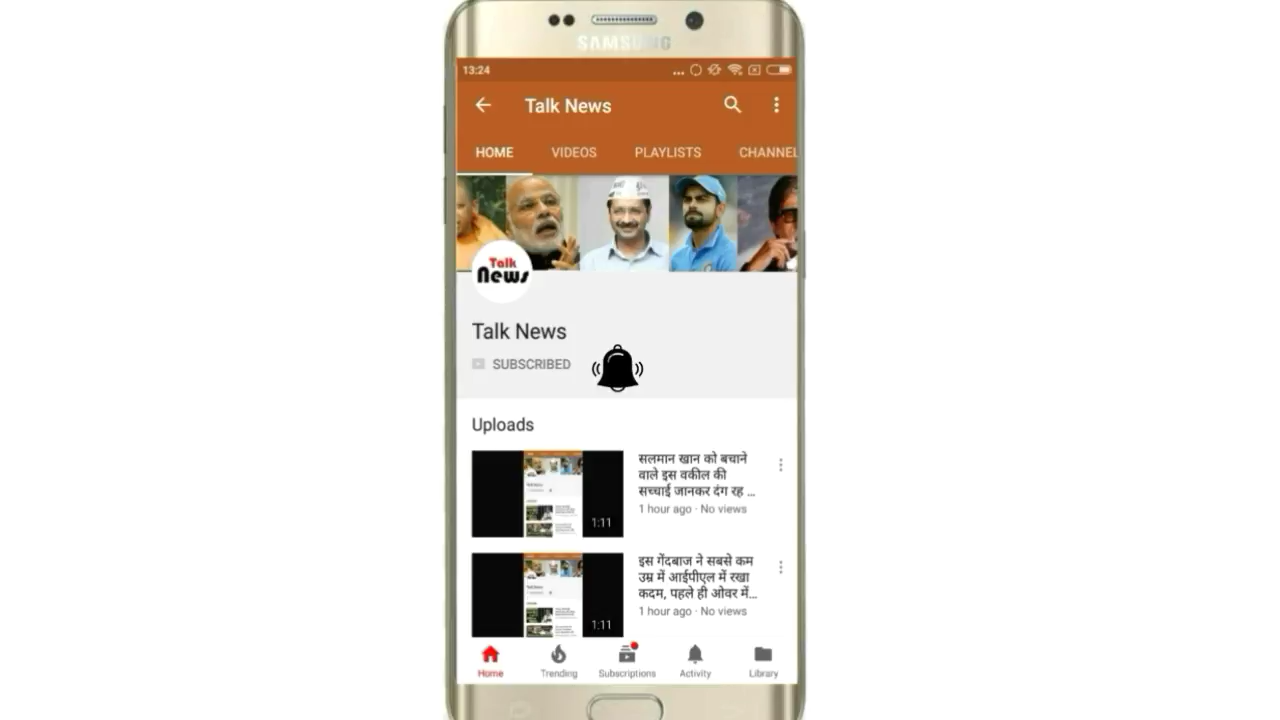 SAMSUNG
13:24
Talk News
HOME VIDEOS PLAYLISTS CHANNEL
Talk
News
Talk News
SUBSCRIBED
Uploads
सलमान खान को बचाने
वाले इस वकील की
सच्चाई जानकर दंग रह ...
1 hour ago · No views
1:11
इस गेंदबाज ने सबसे कम
उम्र में आईपीएल में रखा
कदम, पहले ही ओवर में...
1 hour ago · No views
1:11
Home Trending Subscriptions Activity Library